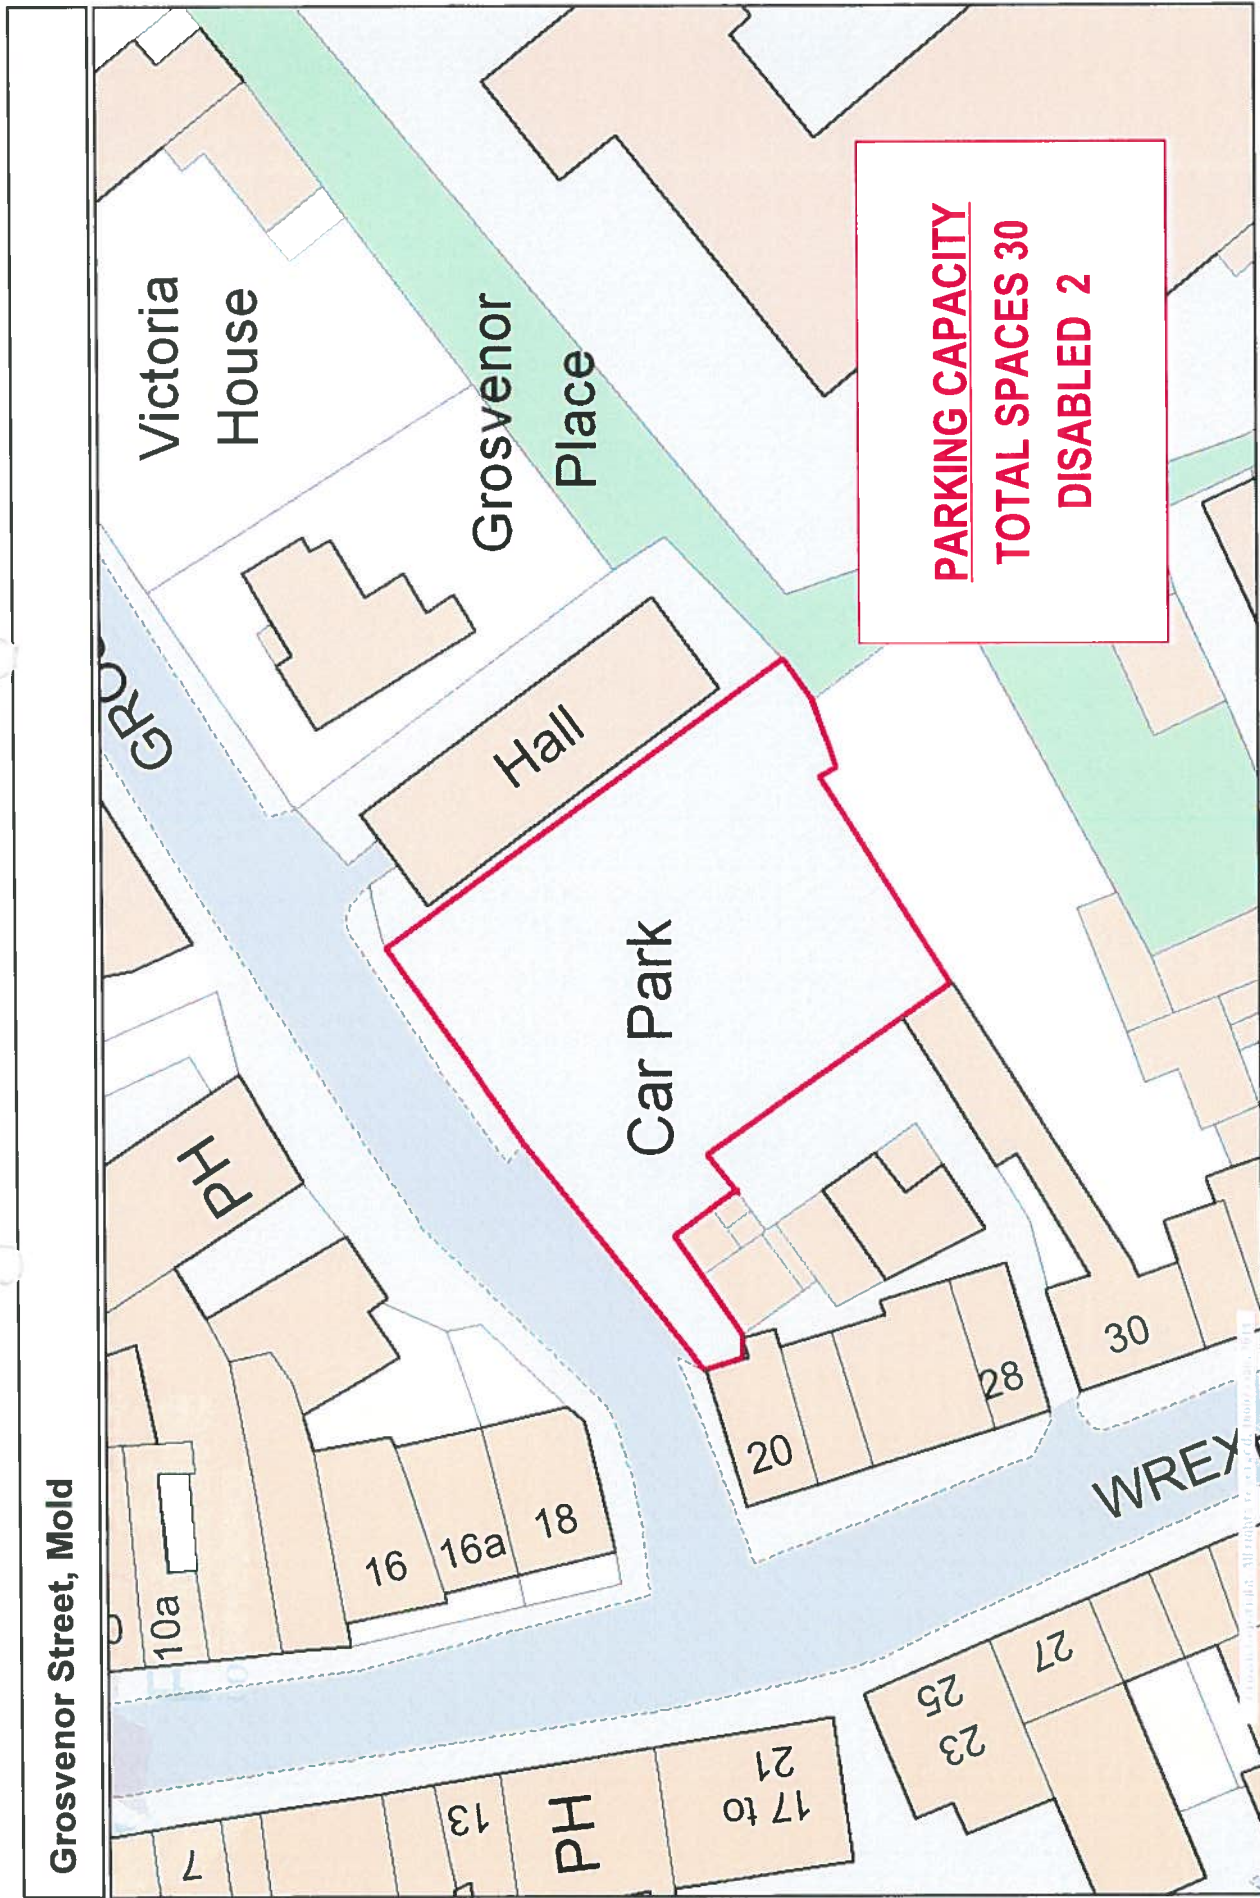 Grosvenor Street, Mold
Victoria
House
Grosvenor
Place
GRO
Hall
PH
Car Park
PARKING CAPACITY
TOTAL SPACES 30
DISABLED 2
10a
16
16a
18
20
28
30
WREX
7
13
PH
17 to
21
23
25
27